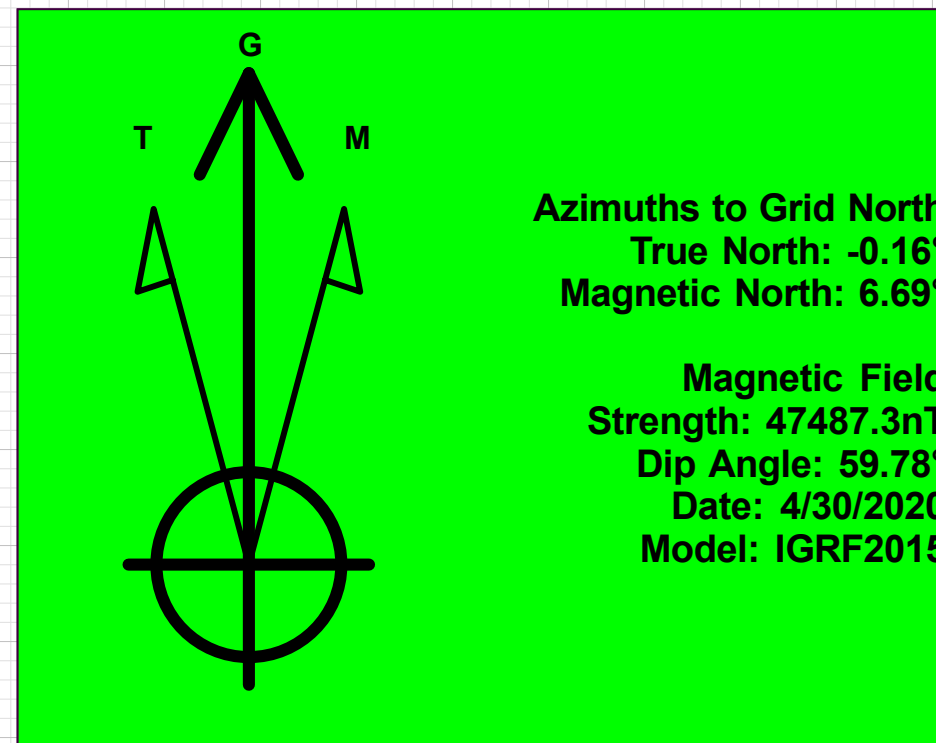 G
T M
Azimuths to Grid North
True North: -0.16°
Magnetic North: 6.69°
Magnetic Field
Strength: 47487.3nT
Dip Angle: 59.78°
Date: 4/30/2020
Model: IGRF2015